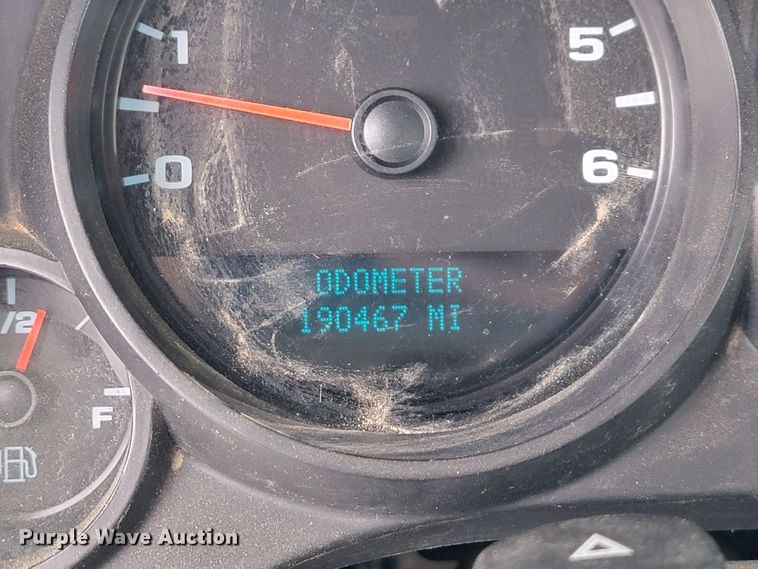 1
5
0
6
ODOMETER
190467 MI
1/2
F
Purple Wave Auction